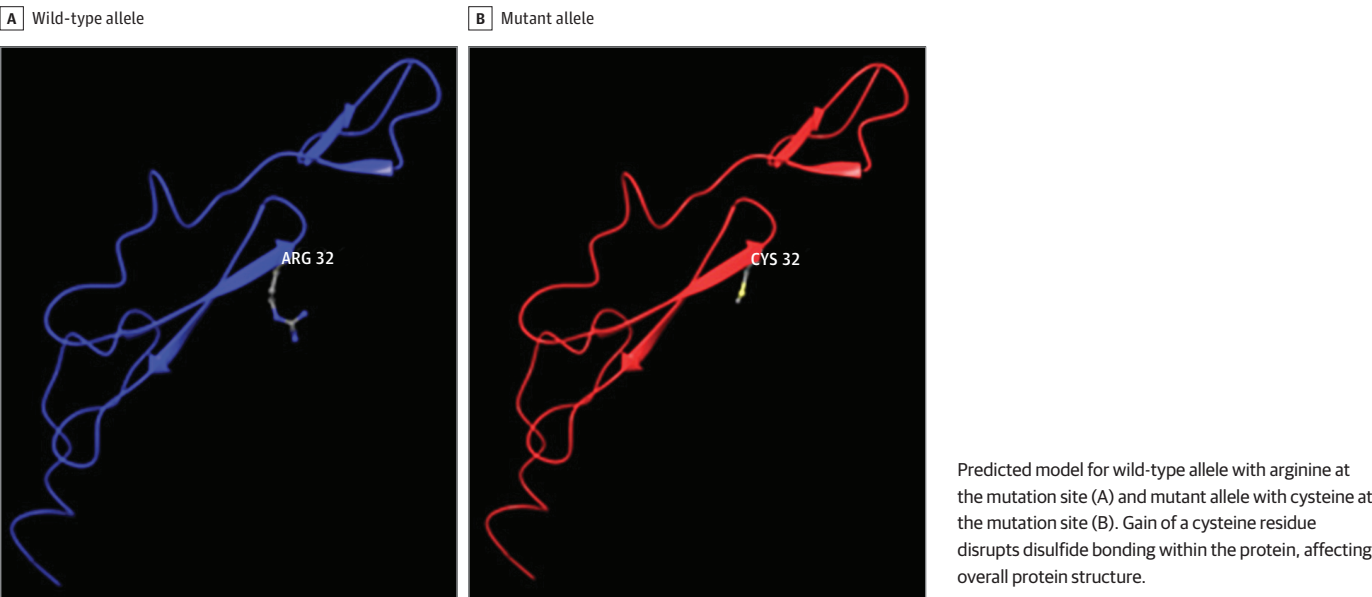 A Wild-type allele
B Mutant allele
ARG 32
CYS 32
Predicted model for wild-type allele with arginine at
the mutation site (A) and mutant allele with cysteine at
the mutation site (B). Gain of a cysteine residue
disrupts disulfide bonding within the protein, affecting
overall protein structure.